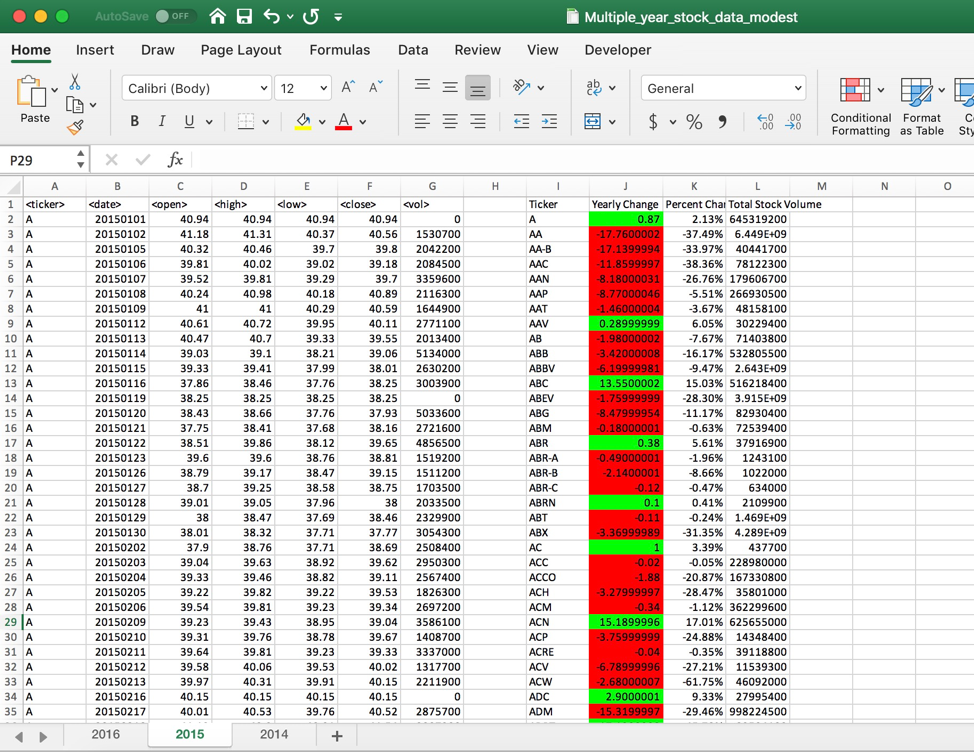 AutoSave OFF Multiple_year_stock_data_modest
Home Insert Draw Page Layout Formulas Data Review View Developer
Paste Calibri (Body) 12 A^ A˅ ab General
B I U A $ % 9 Conditional Formatting Format as Table
P29 fx
A B C D E F G H I J K L M N O
1 <ticker> <date> <open> <high> <low> <close> <vol> Ticker Yearly Change Percent Chan Total Stock Volume
2 A 20150101 40.94 40.94 40.94 40.94 0 A 0.87 2.13% 645319200
3 A 20150102 41.18 41.31 40.37 40.56 1530700 AA -17.7600002 -37.49% 6.449E+09
4 A 20150105 40.32 40.46 39.7 39.8 2042200 AA-B -17.1399994 -33.97% 40441700
5 A 20150106 39.81 40.02 39.02 39.18 2084500 AAC -11.8599997 -38.36% 78122300
6 A 20150107 39.52 39.81 39.29 39.7 3359600 AAN -8.18000031 -26.76% 179606700
7 A 20150108 40.24 40.98 40.18 40.89 2116300 AAP -8.77000046 -5.51% 266930500
8 A 20150109 41 41 40.29 40.59 1644900 AAT -1.46000004 -3.67% 48158100
9 A 20150112 40.61 40.72 39.95 40.11 2771100 AAV 0.28999999 6.05% 30229400
10 A 20150113 40.47 40.7 39.33 39.55 2013400 AB -1.98000002 -7.67% 71403800
11 A 20150114 39.03 39.1 38.21 39.06 5134000 ABB -3.42000008 -16.17% 532805500
12 A 20150115 39.33 39.41 37.99 38.01 2630200 ABBV -6.19999981 -9.47% 2.643E+09
13 A 20150116 37.86 38.46 37.76 38.25 3003900 ABC 13.5500002 15.03% 516218400
14 A 20150119 38.25 38.25 38.25 38.25 0 ABEV -1.75999999 -28.30% 3.915E+09
15 A 20150120 38.43 38.66 37.76 37.93 5033600 ABG -8.47999954 -11.17% 82930400
16 A 20150121 37.75 38.41 37.68 38.16 2721600 ABM -0.18000001 -0.63% 72539400
17 A 20150122 38.51 39.86 38.12 39.65 4856500 ABR 0.38 5.61% 37916900
18 A 20150123 39.6 39.6 38.76 38.81 1519200 ABR-A -0.49000001 -1.96% 1243100
19 A 20150126 38.79 39.17 38.47 39.15 1511200 ABR-B -2.1400001 -8.66% 1022000
20 A 20150127 38.7 39.25 38.58 38.75 1703500 ABR-C -0.12 -0.47% 634000
21 A 20150128 39.01 39.05 37.96 38 2033500 ABRN 0.1 0.41% 2109900
22 A 20150129 38 38.47 37.69 38.46 2329900 ABT -0.11 -0.24% 1.469E+09
23 A 20150130 38.01 38.32 37.71 37.77 3054300 ABX -3.36999989 -31.35% 4.289E+09
24 A 20150202 37.9 38.76 37.71 38.69 2508400 AC 1 3.39% 437700
25 A 20150203 39.04 39.63 38.92 39.62 2950300 ACC -0.02 -0.05% 228980000
26 A 20150204 39.33 39.46 38.82 39.11 2567400 ACCO -1.88 -20.87% 167330800
27 A 20150205 39.22 39.82 39.22 39.53 1826300 ACH -3.27999997 -28.47% 35801000
28 A 20150206 39.54 39.81 39.23 39.34 2697200 ACM -0.34 -1.12% 362299600
29 A 20150209 39.23 39.43 38.95 39.04 3586100 ACN 15.1899996 17.01% 625655000
30 A 20150210 39.31 39.76 38.78 39.67 1408700 ACP -3.75999999 -24.88% 14348400
31 A 20150211 39.64 39.81 39.23 39.33 3337000 ACRE -0.04 -0.35% 39118800
32 A 20150212 39.58 40.06 39.53 40.02 1317700 ACV -6.78999996 -27.21% 11539300
33 A 20150213 39.97 40.31 39.91 40.15 2211900 ACW -2.68000007 -61.75% 46092000
34 A 20150216 40.15 40.15 40.15 40.15 0 ADC 2.9000001 9.33% 27995400
35 A 20150217 40.01 40.53 39.76 40.52 2875700 ADM -15.3199997 -29.46% 998224500
2016 2015 2014 +